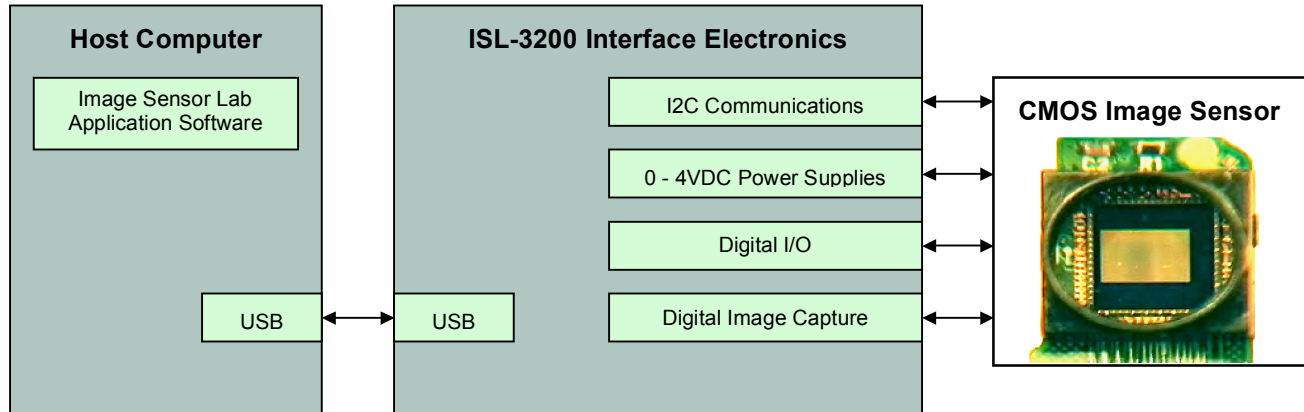 Host Computer
Image Sensor Lab
Application Software
USB
ISL-3200 Interface Electronics
I2C Communications
0 - 4VDC Power Supplies
Digital I/O
Digital Image Capture
USB
CMOS Image Sensor